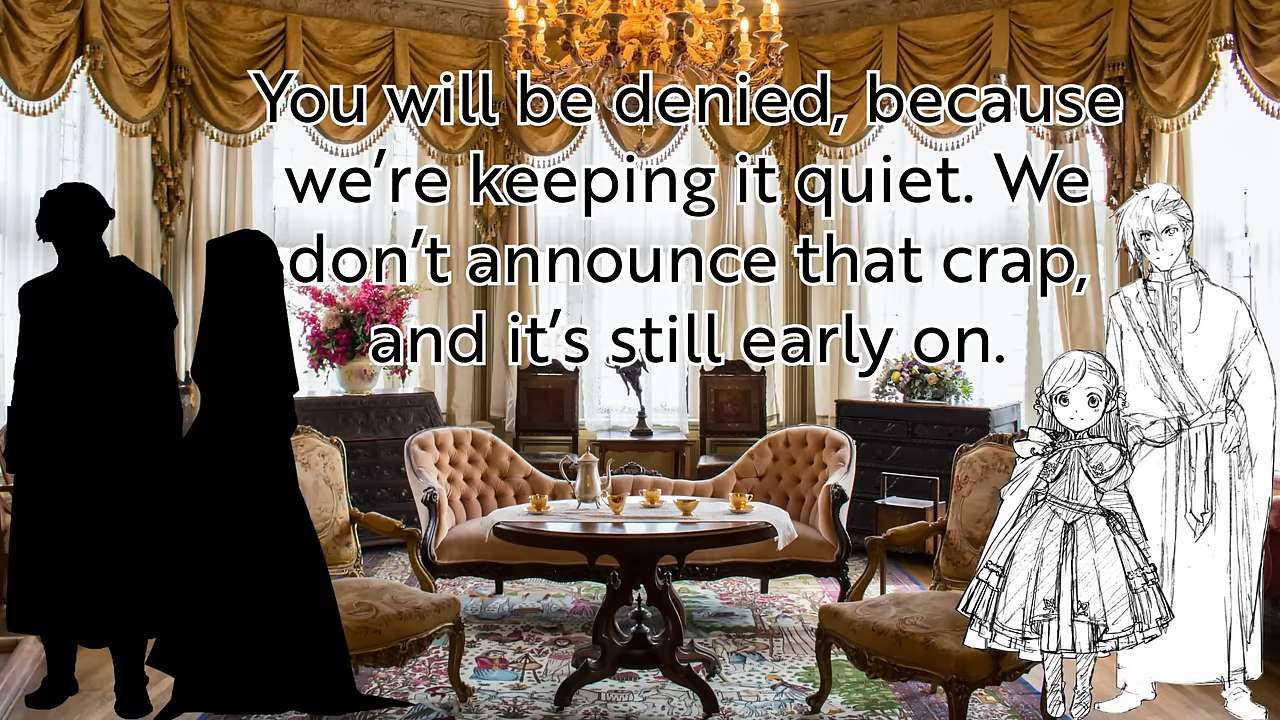 You will be denied, because
we're keeping it quiet. We
don't announce that crap,
and it's still early on.